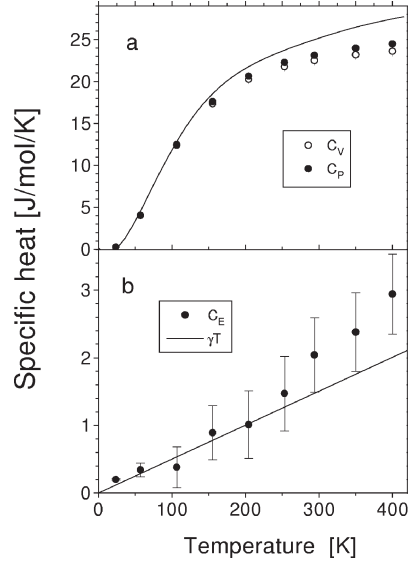 a
25
20
15
10
5
0
C_V
C_P
Specific heat [J/mol/K]
b
C_E
γT
3
2
1
0
0 100 200 300 400
Temperature [K]